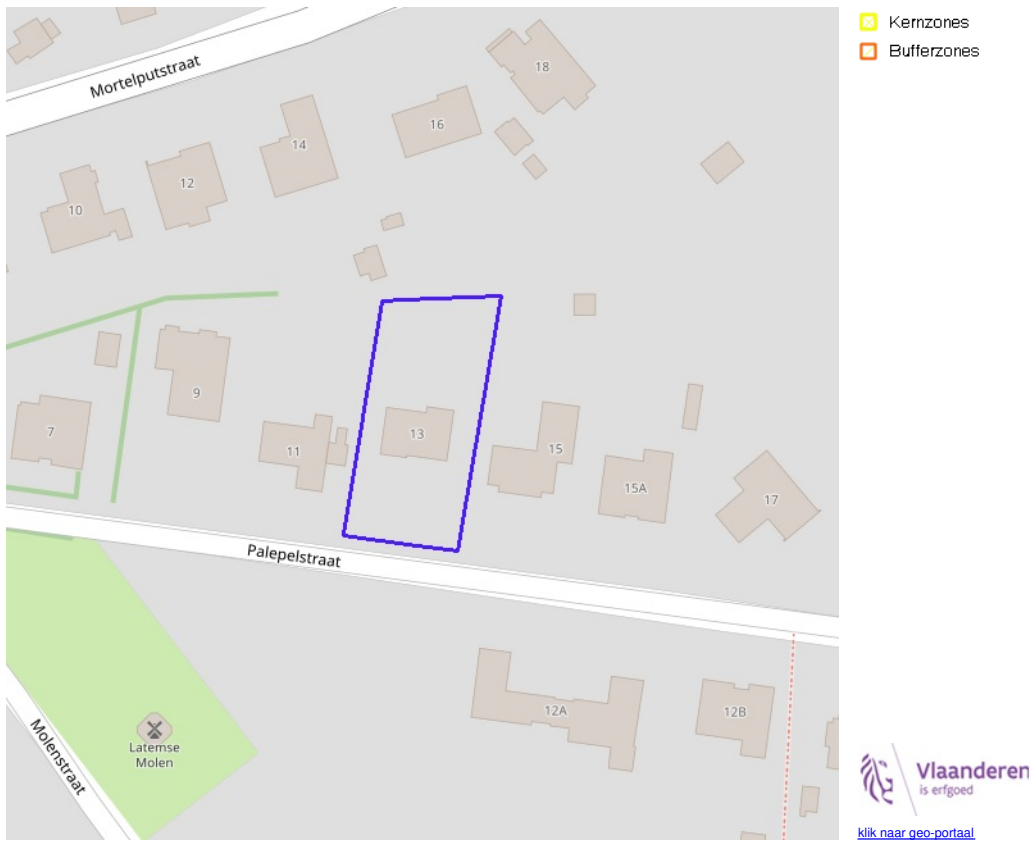 Kernzones
Bufferzones
Mortelputstraat
18
16
14
12
10
9
7
11
13
15
15A
17
Palepelstraat
12A
12B
Latemse
Molen
Molenstraat
Vlaanderen
is erfgoed
klik naar geo-portaal